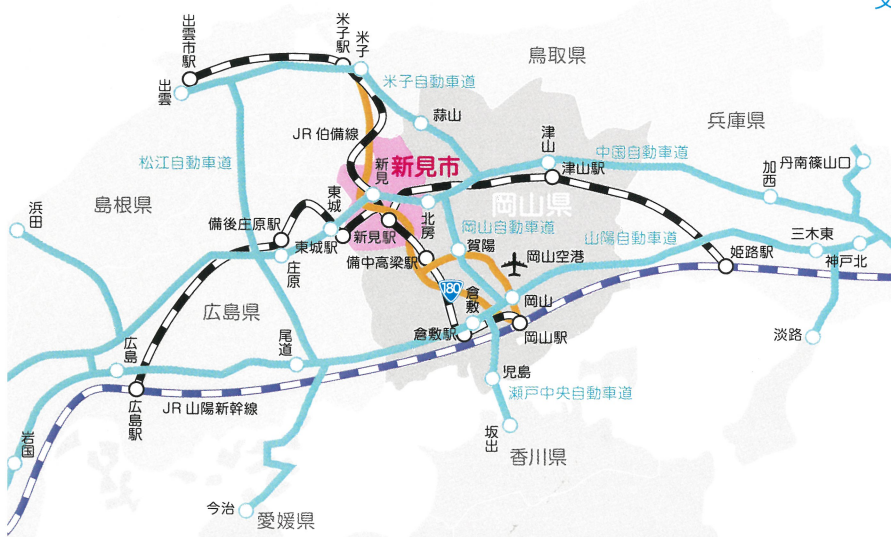 出雲市駅
出雲
米子駅
米子
鳥取県
米子自動車道
蒜山
JR伯備線
兵庫県
松江自動車道
新見
新見市
津山
津山駅
中国自動車道
加西
丹南篠山口
浜田
島根県
東城
備後庄原駅
東城駅
新見駅
北房
岡山県
岡山自動車道
賀陽
山陽自動車道
三木東
神戸北
姫路駅
庄原
備中高梁駅
岡山空港
180
倉敷
岡山
広島県
倉敷駅
岡山駅
淡路
広島
尾道
児島
瀬戸中央自動車道
広島駅
JR山陽新幹線
岩国
坂出
香川県
今治
愛媛県